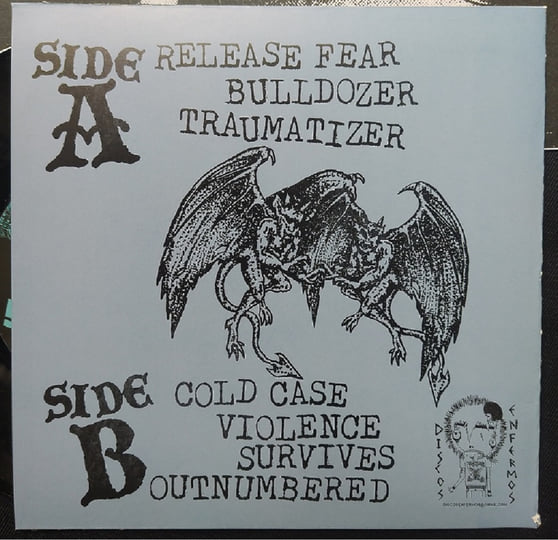 SIDE A
RELEASE FEAR
BULLDOZER
TRAUMATIZER
SIDE B
COLD CASE
VIOLENCE
SURVIVES
OUTNUMBERED
DISCOS
ENFERMOS